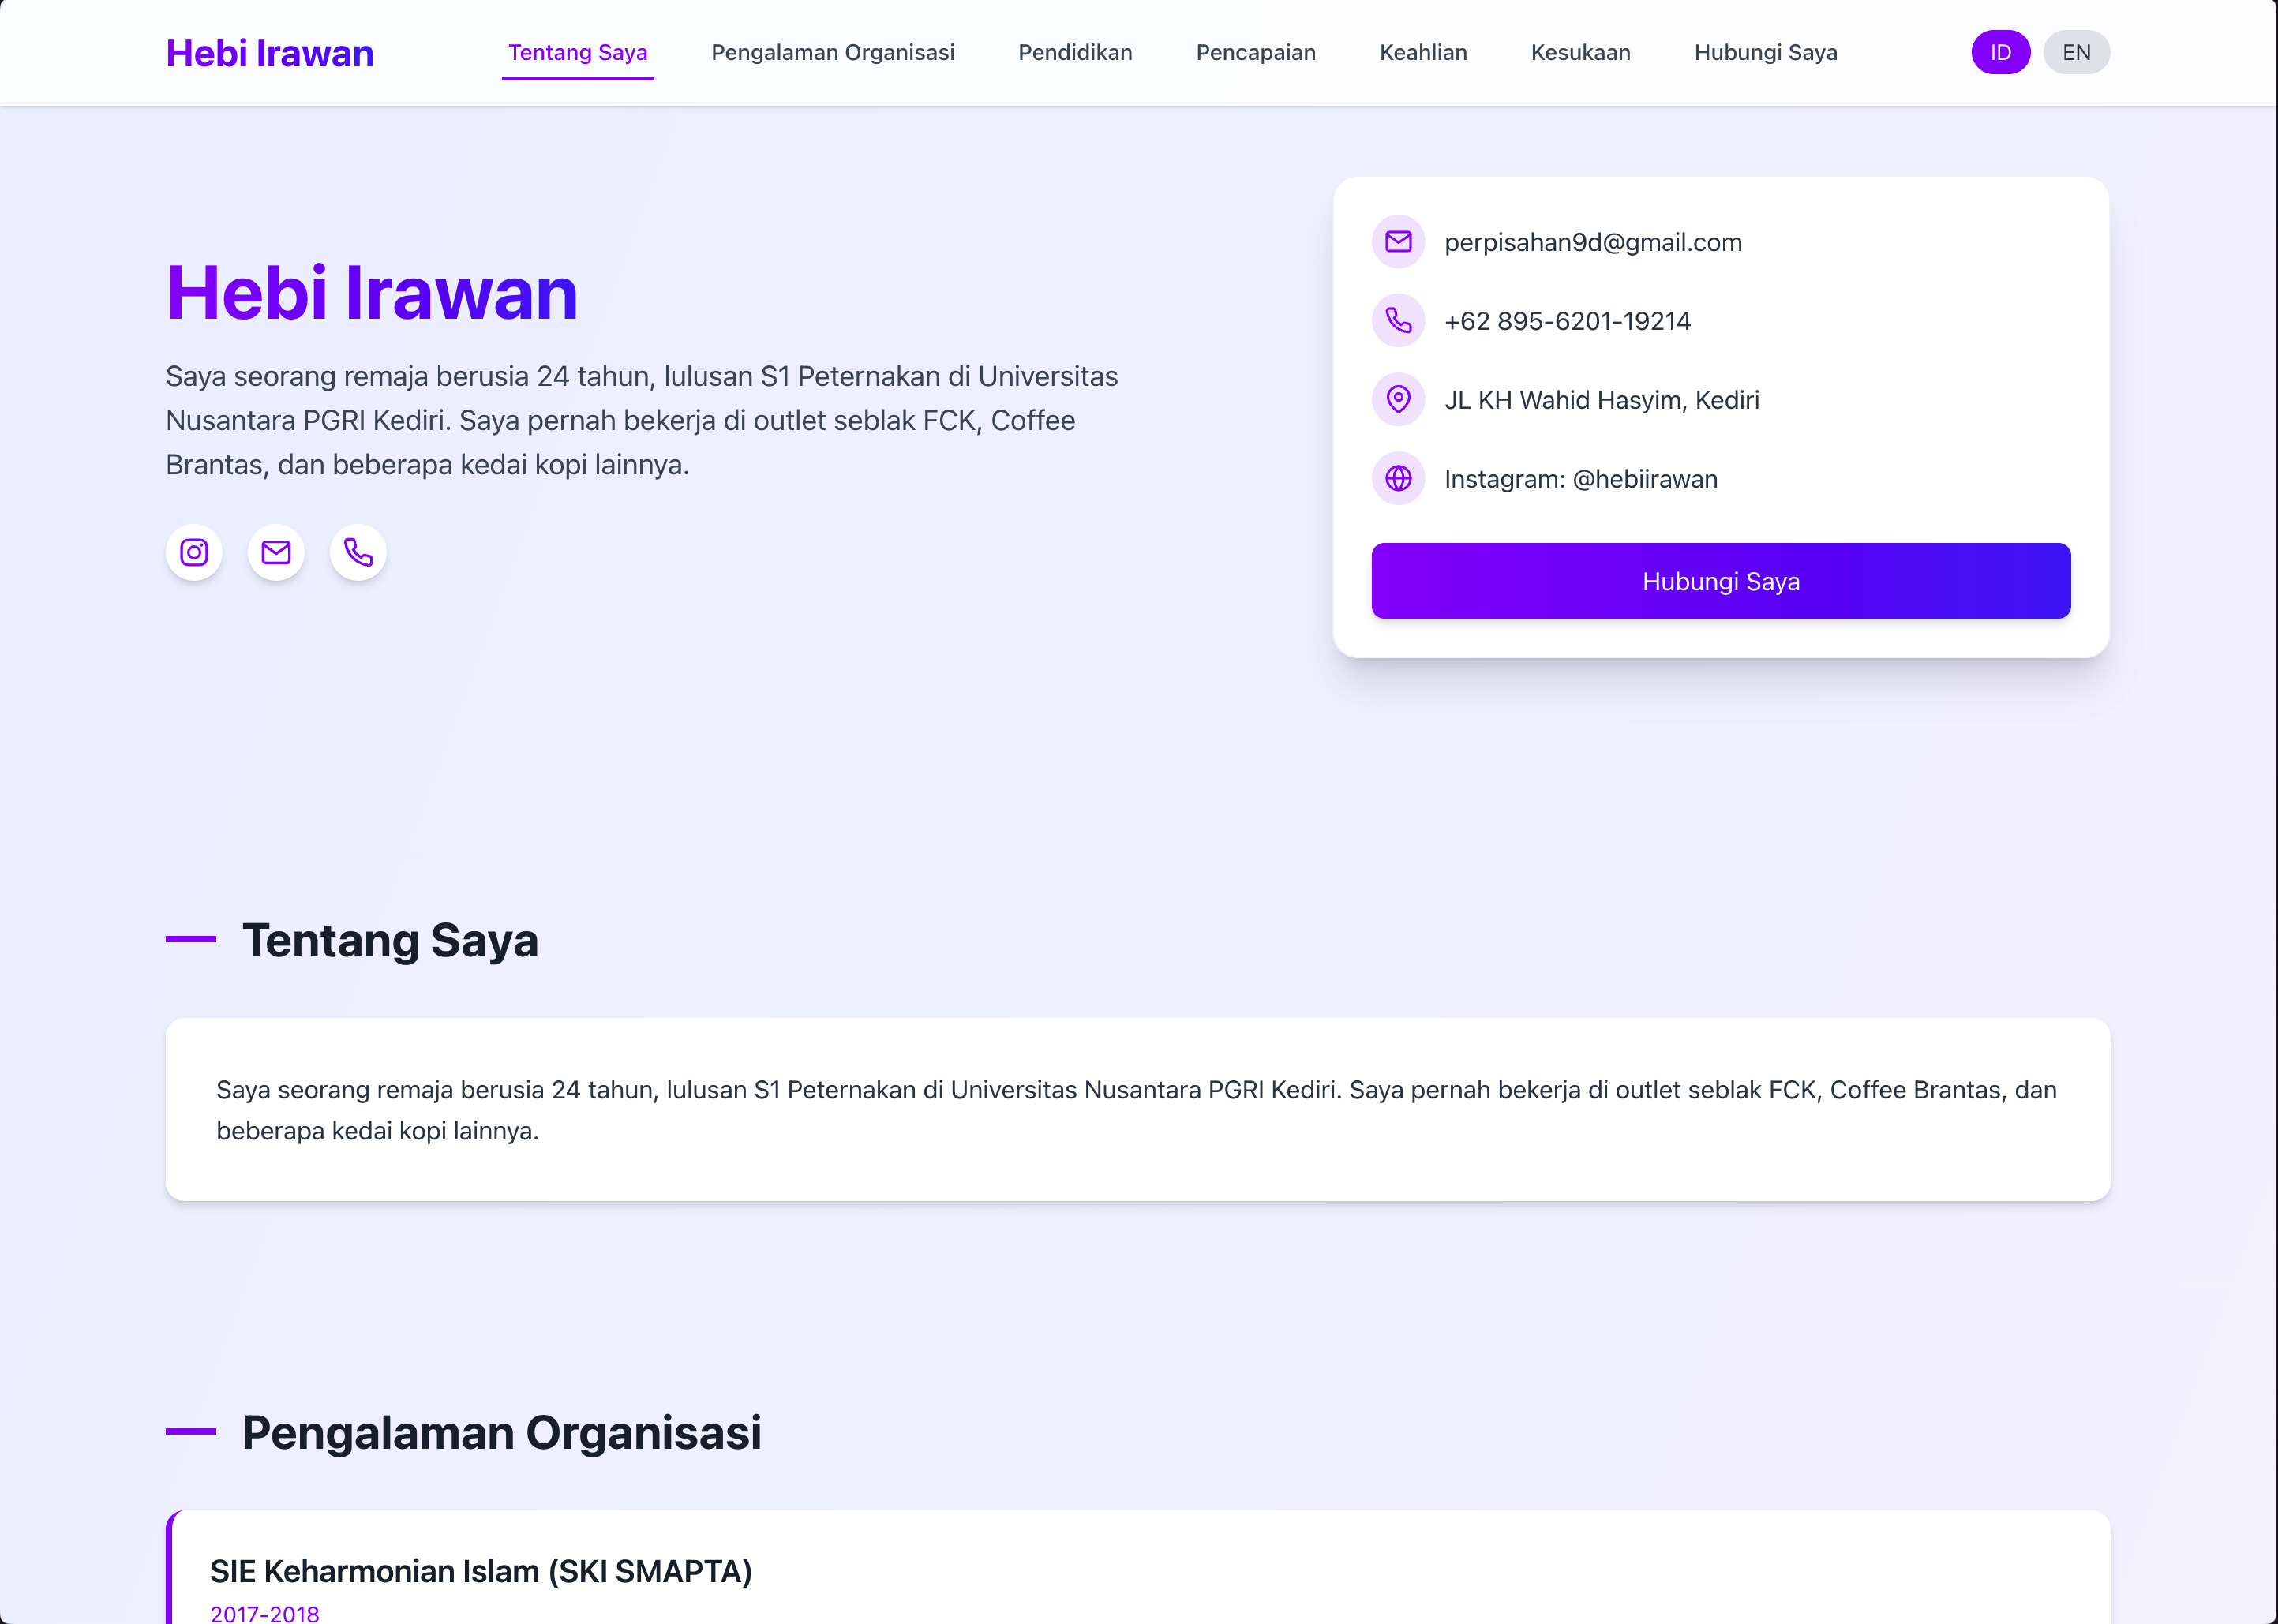 Hebi Irawan
Tentang Saya
Pengalaman Organisasi
Pendidikan
Pencapaian
Keahlian
Kesukaan
Hubungi Saya
ID
EN
Hebi Irawan
Saya seorang remaja berusia 24 tahun, lulusan S1 Peternakan di Universitas
Nusantara PGRI Kediri. Saya pernah bekerja di outlet seblak FCK, Coffee
Brantas, dan beberapa kedai kopi lainnya.
perpisahan9d@gmail.com
+62 895-6201-19214
JL KH Wahid Hasyim, Kediri
Instagram: @hebiirawan
Hubungi Saya
Tentang Saya
Saya seorang remaja berusia 24 tahun, lulusan S1 Peternakan di Universitas Nusantara PGRI Kediri. Saya pernah bekerja di outlet seblak FCK, Coffee Brantas, dan
beberapa kedai kopi lainnya.
Pengalaman Organisasi
SIE Keharmonian Islam (SKI SMAPTA)
2017-2018